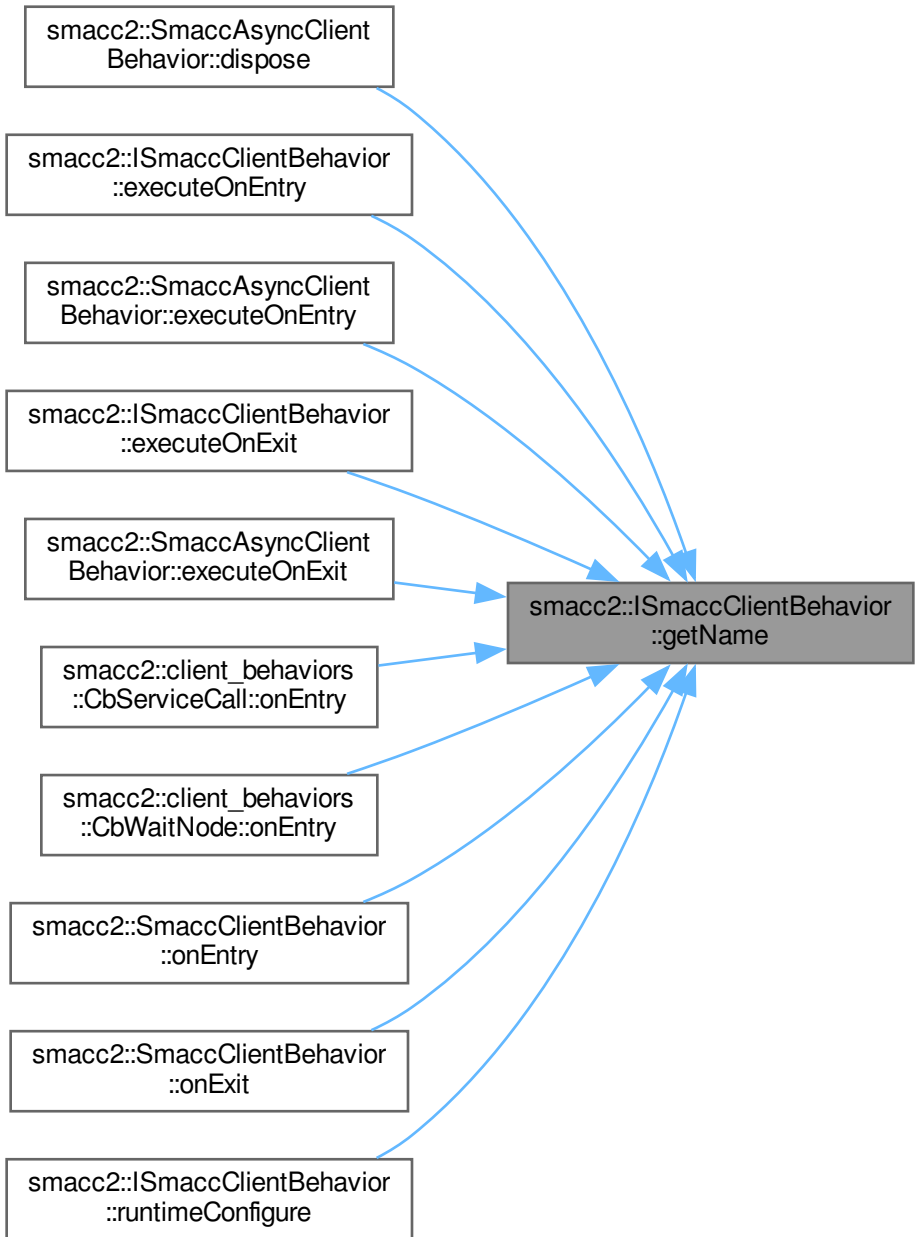 smacc2::SmaccAsyncClient
Behavior::dispose
smacc2::ISmaccClientBehavior
::executeOnEntry
smacc2::SmaccAsyncClient
Behavior::executeOnEntry
smacc2::ISmaccClientBehavior
::executeOnExit
smacc2::SmaccAsyncClient
Behavior::executeOnExit
smacc2::ISmaccClientBehavior
::getName
smacc2::client_behaviors
::CbServiceCall::onEntry
smacc2::client_behaviors
::CbWaitNode::onEntry
smacc2::SmaccClientBehavior
::onEntry
smacc2::SmaccClientBehavior
::onExit
smacc2::ISmaccClientBehavior
::runtimeConfigure